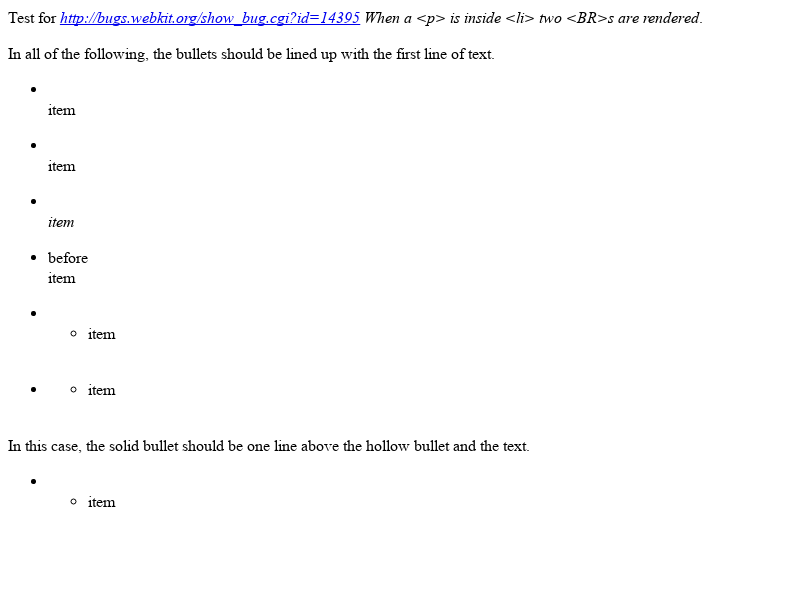 Test for http://bugs.webkit.org/show_bug.cgi?id=14395 When a <p> is inside <li> two <BR>s are rendered.
In all of the following, the bullets should be lined up with the first line of text.
•
item
•
item
•
item
• before
item
•
◦ item
• ◦ item
In this case, the solid bullet should be one line above the hollow bullet and the text.
•
◦ item